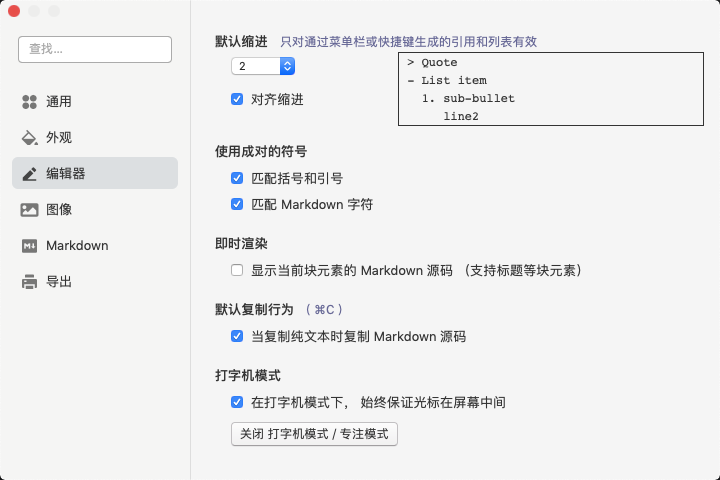 查找...
通用
外观
编辑器
图像
Markdown
导出
默认缩进 只对通过菜单栏或快捷键生成的引用和列表有效
2
> Quote
- List item
1. sub-bullet
line2
对齐缩进
使用成对的符号
匹配括号和引号
匹配 Markdown 字符
即时渲染
显示当前块元素的 Markdown 源码 （支持标题等块元素）
默认复制行为 ( ⌘C )
当复制纯文本时复制 Markdown 源码
打字机模式
在打字机模式下， 始终保证光标在屏幕中间
关闭 打字机模式 / 专注模式